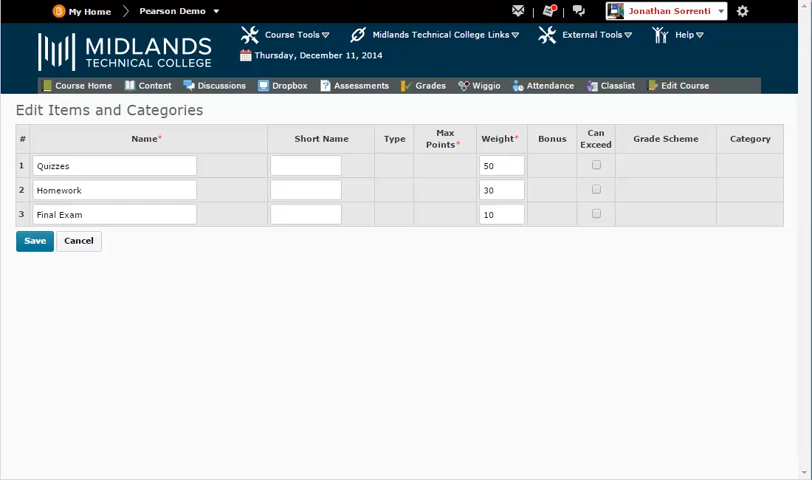 My Home Pearson Demo Jonathan Sorrenti
MIDLANDS
TECHNICAL COLLEGE
Course Tools Midlands Technical College Links External Tools Help
Thursday, December 11, 2014
Course Home Content Discussions Dropbox Assessments Grades Wiggio Attendance Classlist Edit Course
Edit Items and Categories
# Name* Short Name Type Max Points* Weight* Bonus Can Exceed Grade Scheme Category
1 Quizzes 50
2 Homework 30
3 Final Exam 10
Save Cancel